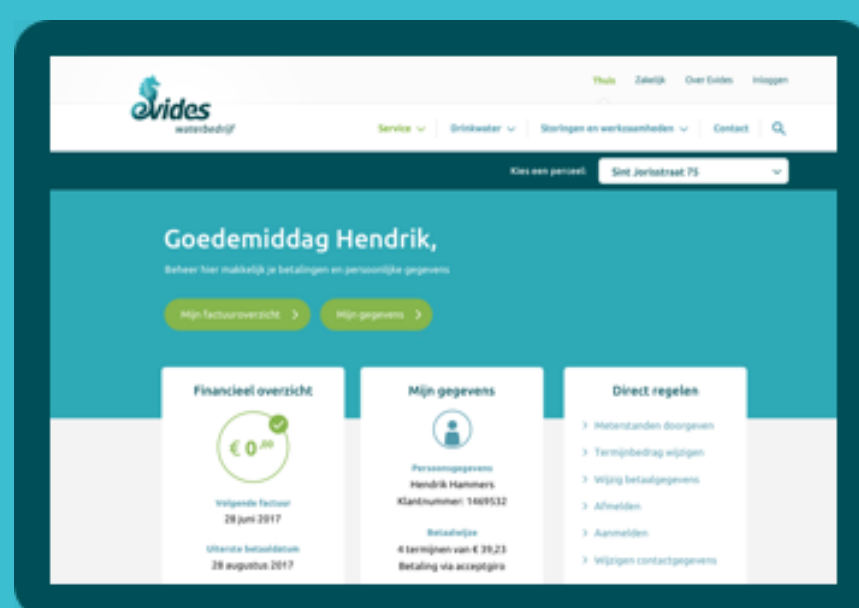 Thuis Zakelijk Over Evides Inloggen
evides
waterbedrijf
Service Drinkwater Storingen en werkzaamheden Contact
Kies een perceel: Sint Jorisstraat 75
Goedemiddag Hendrik,
Beheer hier makkelijk je betalingen en persoonlijke gegevens
Mijn factuuroverzicht Mijn gegevens
Financieel overzicht
€ 0,00
Volgende factuur
28 juni 2017
Uiterste betaaldatum
28 augustus 2017
Mijn gegevens
Persoonsgegevens
Hendrik Hammers
Klantnummer: 1469532
Betaalwijze
4 termijnen van € 39,23
Betaling via acceptgiro
Direct regelen
Meterstanden doorgeven
Termijnbedrag wijzigen
Wijzig betaalgegevens
Afmelden
Aanmelden
Wijzigen contactgegevens